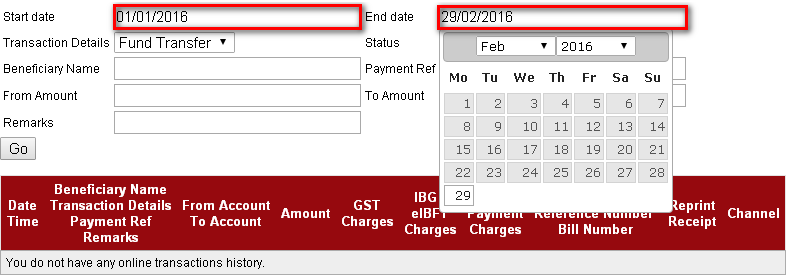 Start date 01/01/2016 End date 29/02/2016
Transaction Details Fund Transfer Status
Feb 2016
Beneficiary Name Payment Ref
Mo Tu We Th Fr Sa Su
From Amount To Amount
1 2 3 4 5 6 7
Remarks
8 9 10 11 12 13 14
Go
15 16 17 18 19 20 21
22 23 24 25 26 27 28
29
Date Time
Beneficiary Name
Transaction Details
Payment Ref
Remarks
From Account
To Account
Amount
GST
Charges
IBG
eIBFT
Charges
Payment
Charges
Reference Number
Bill Number
Reprint
Receipt
Channel
You do not have any online transactions history.